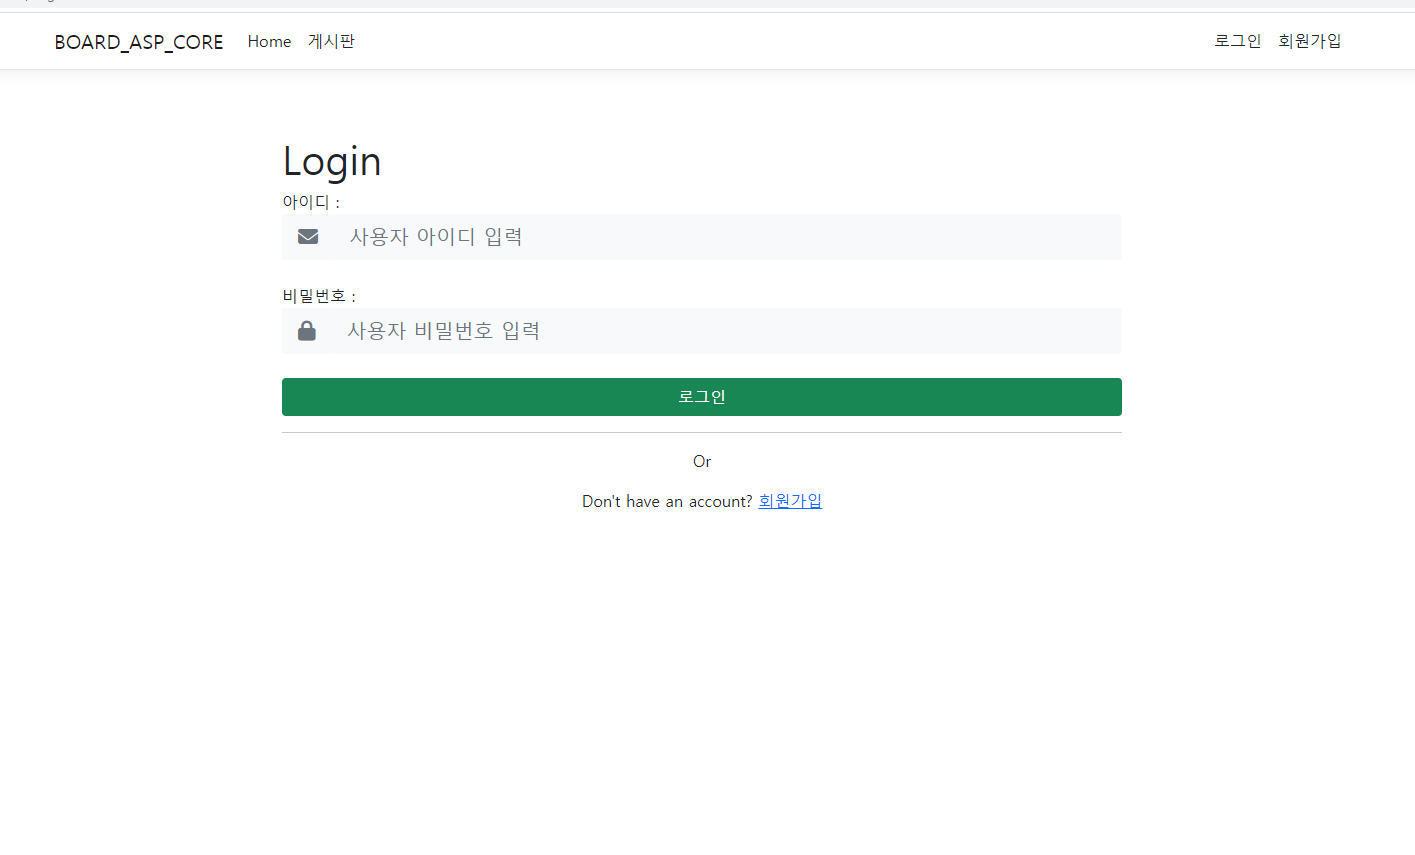 BOARD_ASP_CORE Home 게시판 로그인 회원가입
Login
아이디 :
사용자 아이디 입력
비밀번호 :
사용자 비밀번호 입력
로그인
Or
Don't have an account? 회원가입